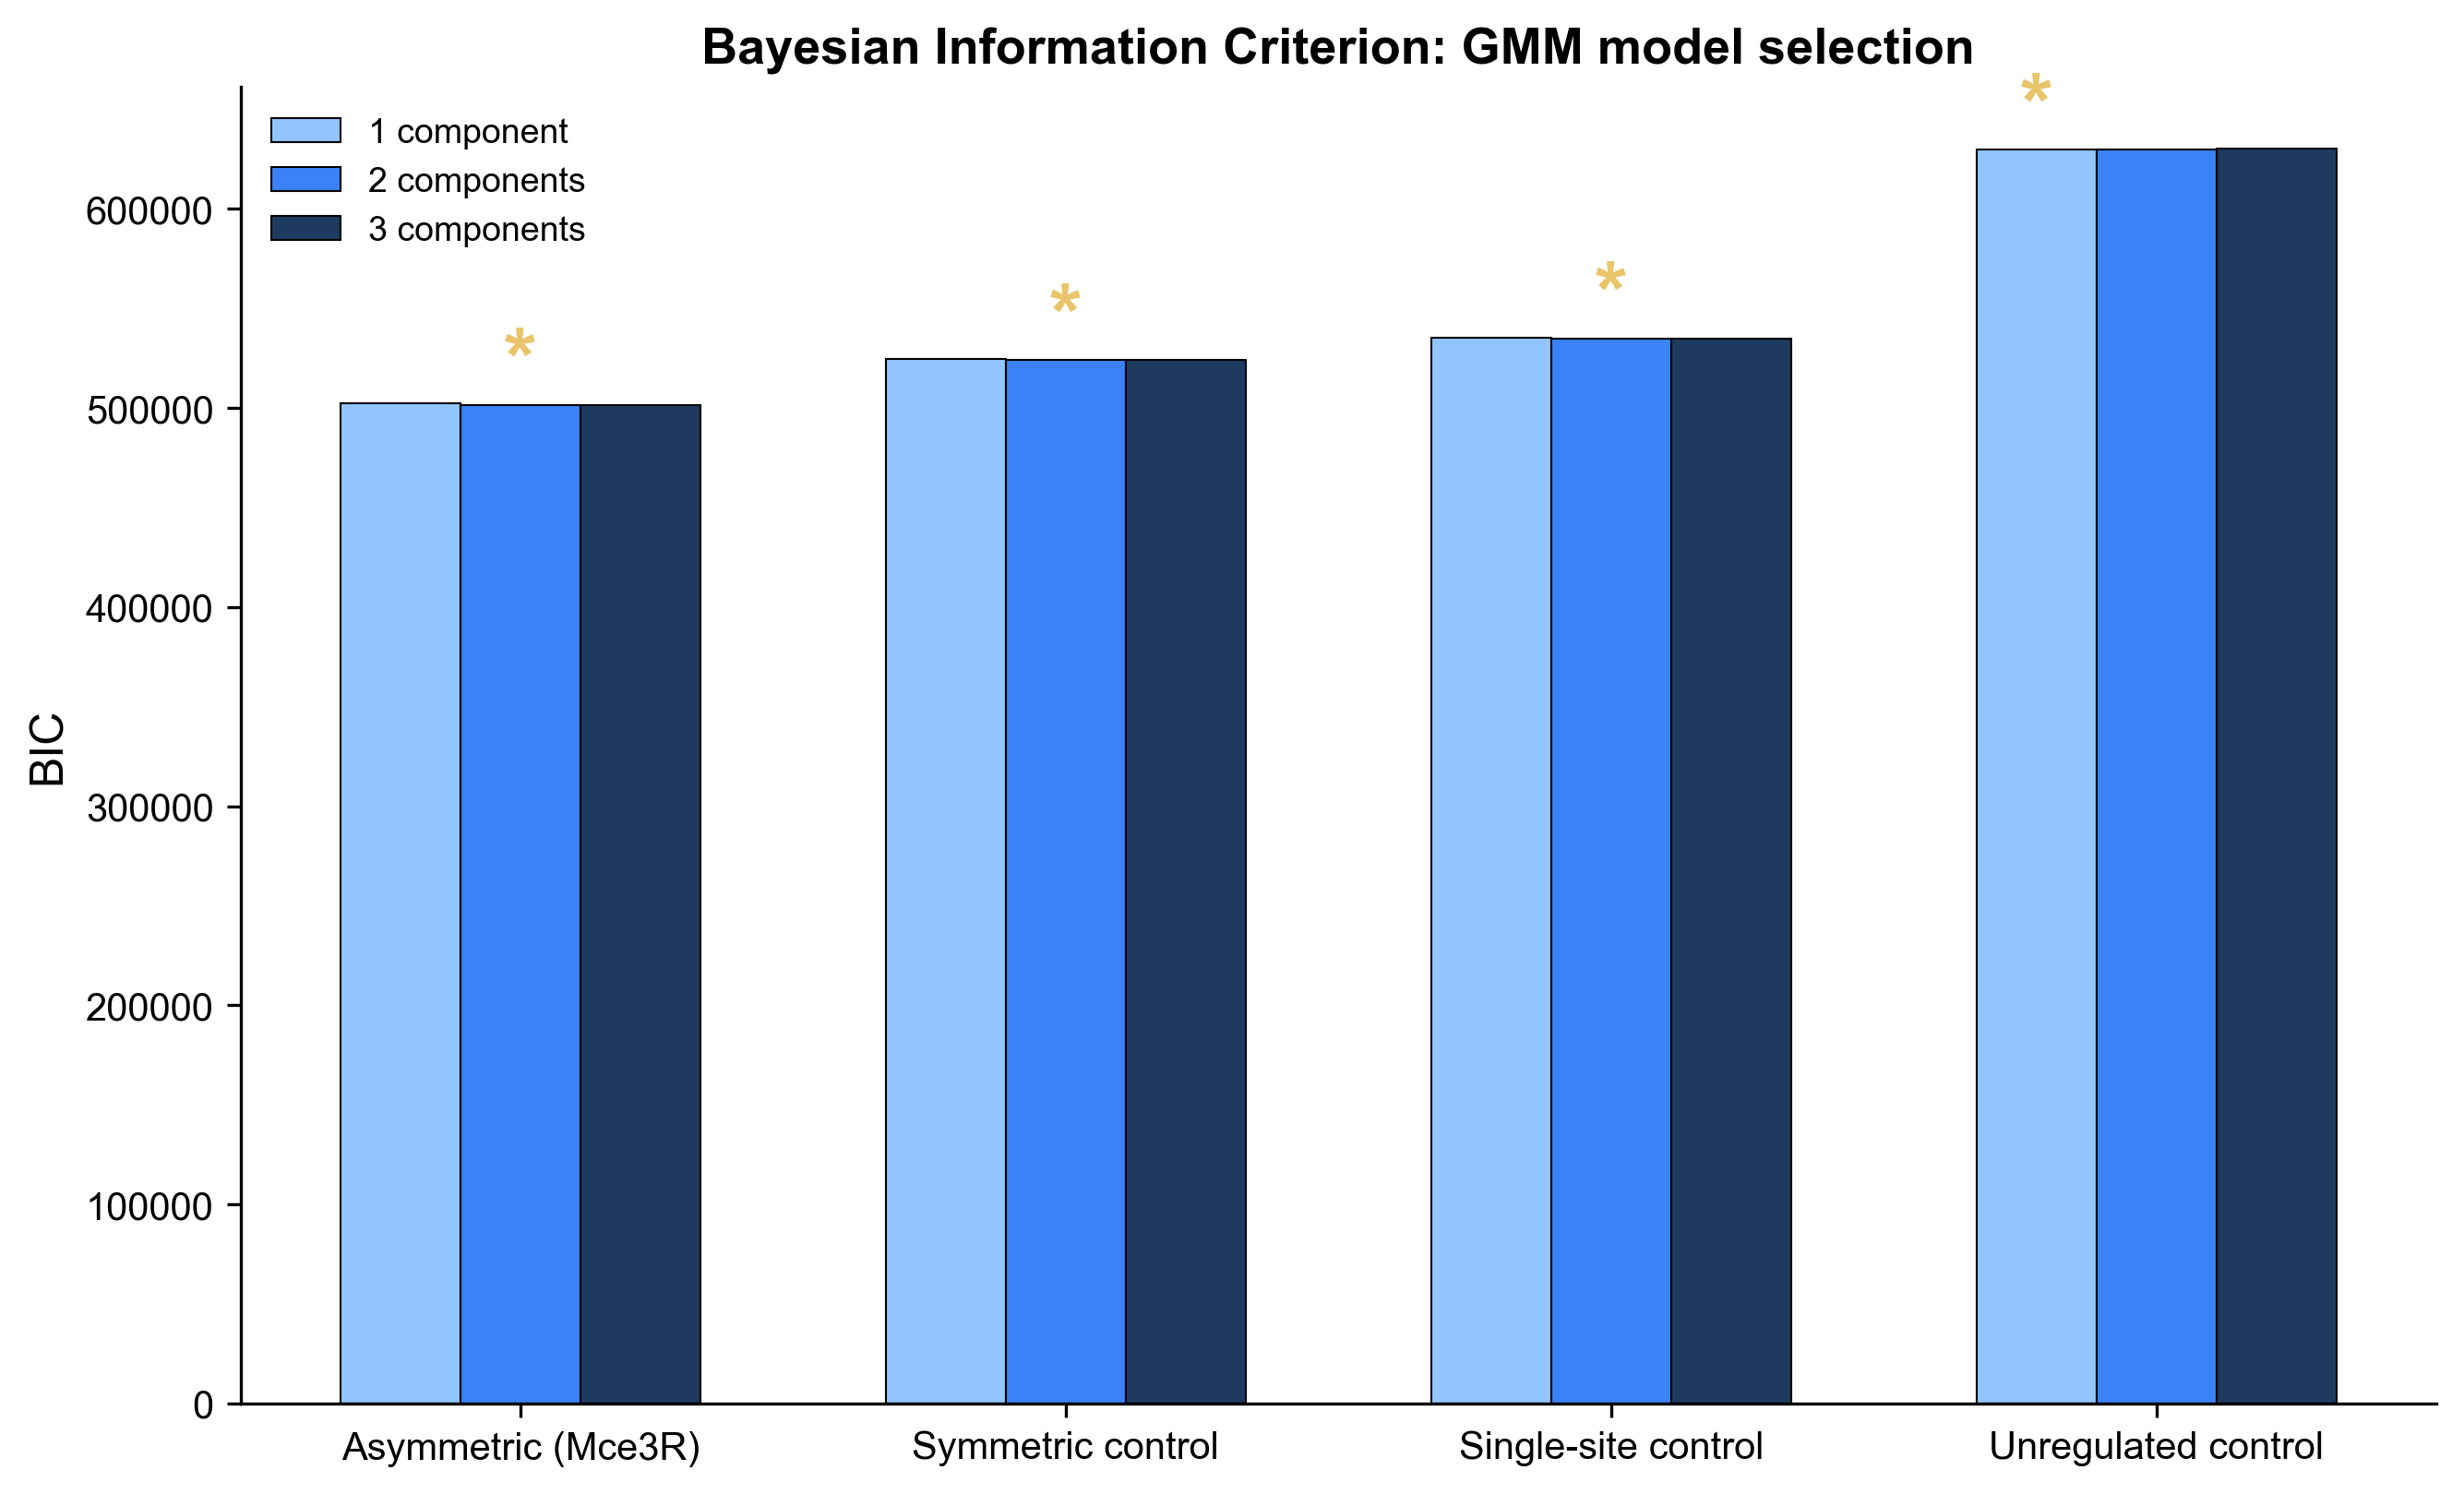 Bayesian Information Criterion: GMM model selection
1 component
2 components
3 components
*
*
*
*
BIC
600000
500000
400000
300000
200000
100000
0
Asymmetric (Mce3R)
Symmetric control
Single-site control
Unregulated control